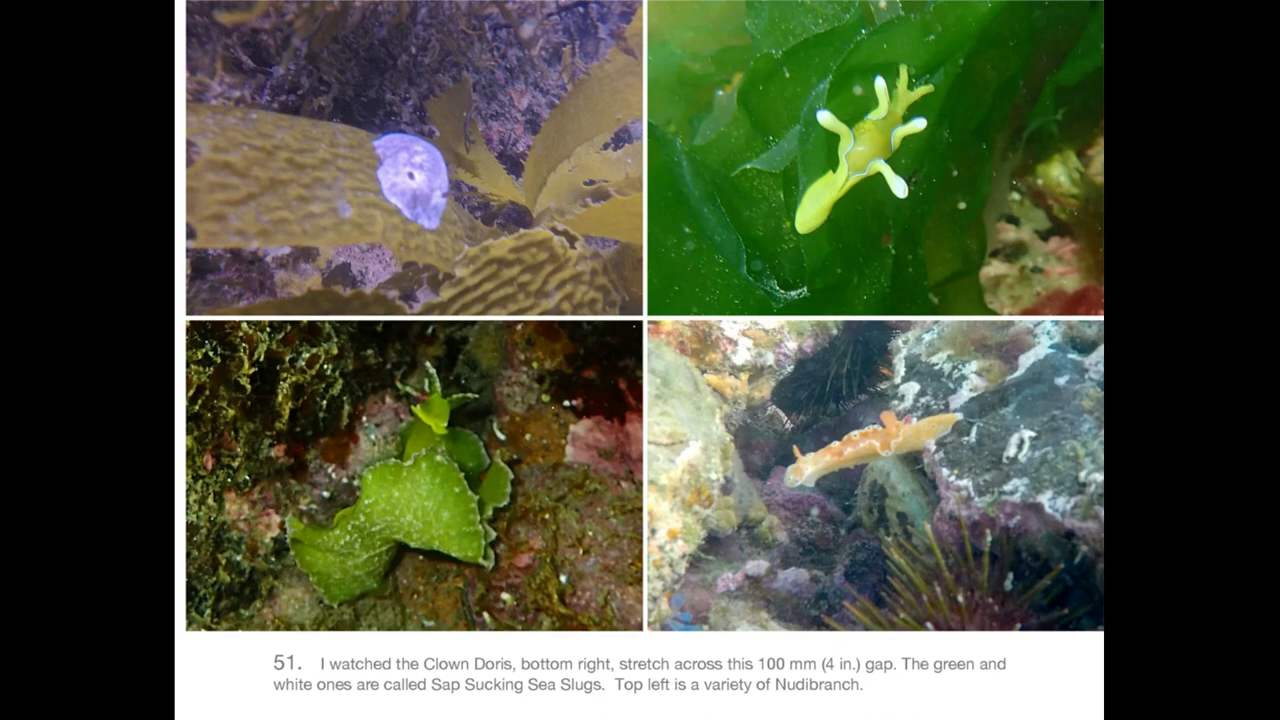 51. I watched the Clown Doris, bottom right, stretch across this 100 mm (4 in.) gap. The green and
white ones are called Sap Sucking Sea Slugs. Top left is a variety of Nudibranch.